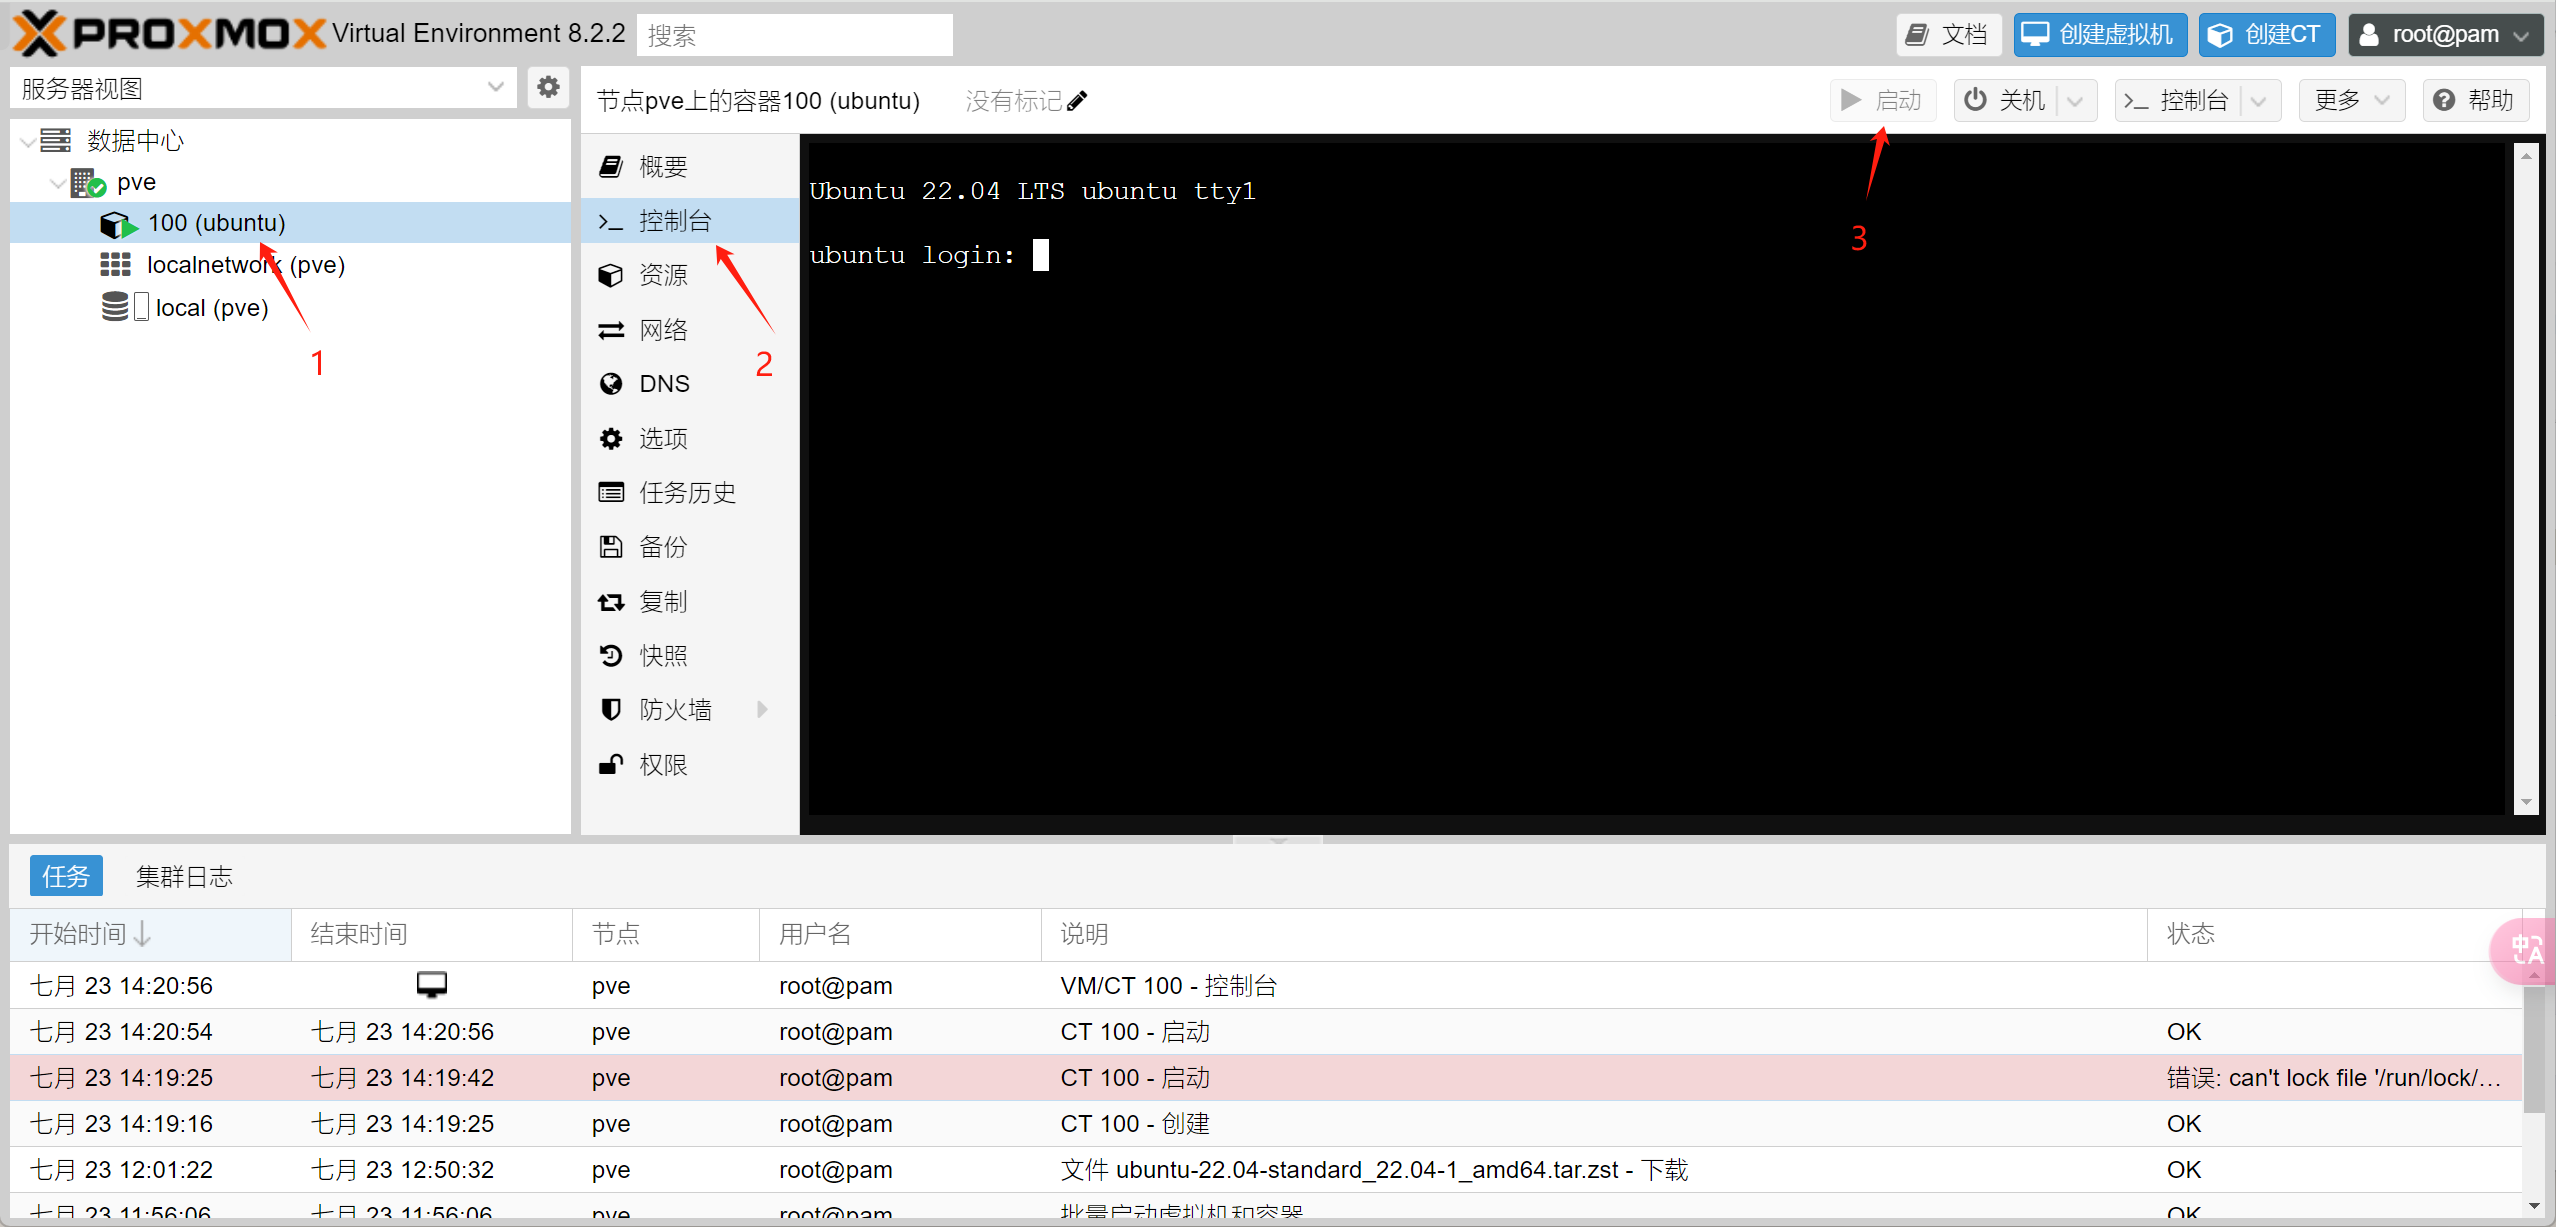 PROXMOX Virtual Environment 8.2.2 搜索 文档 创建虚拟机 创建CT root@pam
服务器视图
节点pve上的容器100 (ubuntu) 没有标记 启动 关机 控制台 更多 帮助
数据中心
pve
100 (ubuntu)
localnetwork (pve)
local (pve)
1
概要
控制台
资源
网络
DNS
选项
任务历史
备份
复制
快照
防火墙
权限
2
Ubuntu 22.04 LTS ubuntu tty1
ubuntu login:
3
任务 集群日志
开始时间 结束时间 节点 用户名 说明 状态
七月 23 14:20:56 pve root@pam VM/CT 100 - 控制台
七月 23 14:20:54 七月 23 14:20:56 pve root@pam CT 100 - 启动 OK
七月 23 14:19:25 七月 23 14:19:42 pve root@pam CT 100 - 启动 错误: can't lock file '/run/lock/…
七月 23 14:19:16 七月 23 14:19:25 pve root@pam CT 100 - 创建 OK
七月 23 12:01:22 七月 23 12:50:32 pve root@pam 文件 ubuntu-22.04-standard_22.04-1_amd64.tar.zst - 下载 OK
七月 23 11:56:06 七月 23 11:56:06 pve root@pam 批量启动虚拟机和容器 OK
中A